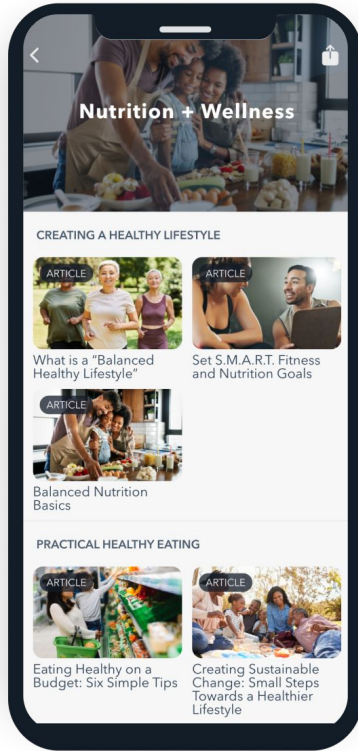 Nutrition + Wellness
CREATING A HEALTHY LIFESTYLE
ARTICLE
What is a “Balanced
Healthy Lifestyle”
ARTICLE
Set S.M.A.R.T. Fitness
and Nutrition Goals
ARTICLE
Balanced Nutrition
Basics
PRACTICAL HEALTHY EATING
ARTICLE
Eating Healthy on a
Budget: Six Simple Tips
ARTICLE
Creating Sustainable
Change: Small Steps
Towards a Healthier
Lifestyle